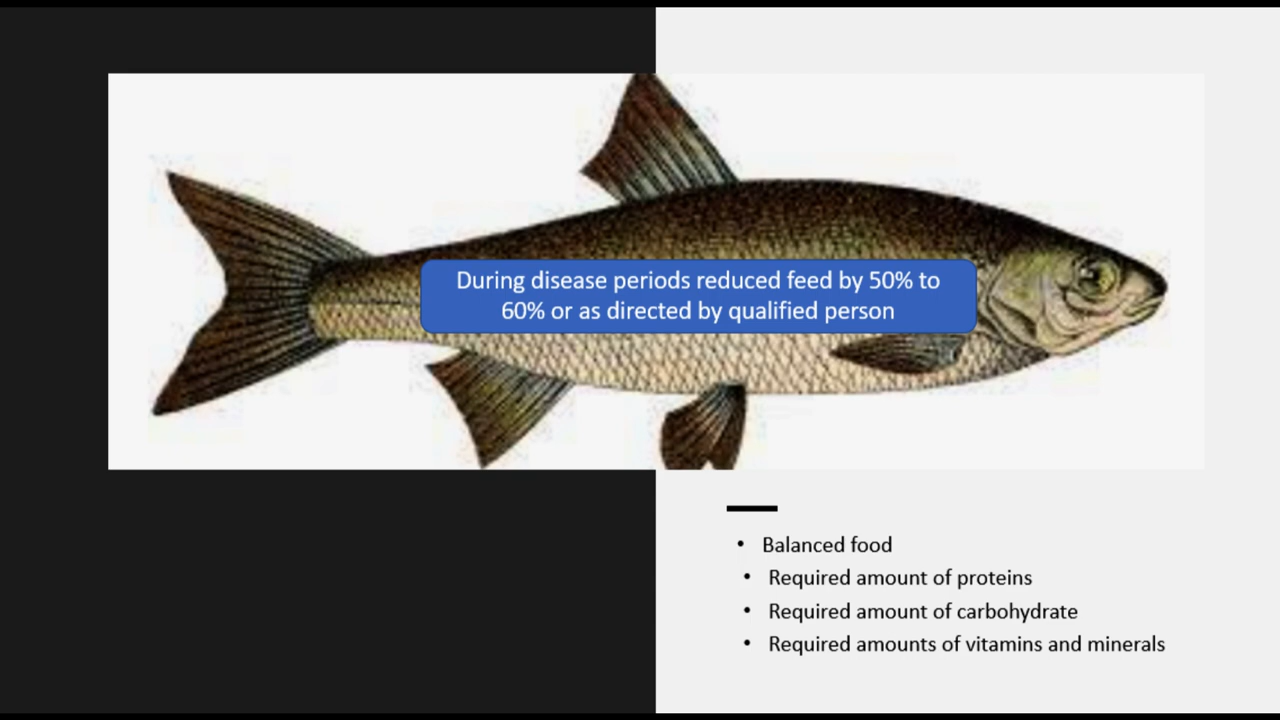 During disease periods reduced feed by 50% to
60% or as directed by qualified person
• Balanced food
• Required amount of proteins
• Required amount of carbohydrate
• Required amounts of vitamins and minerals